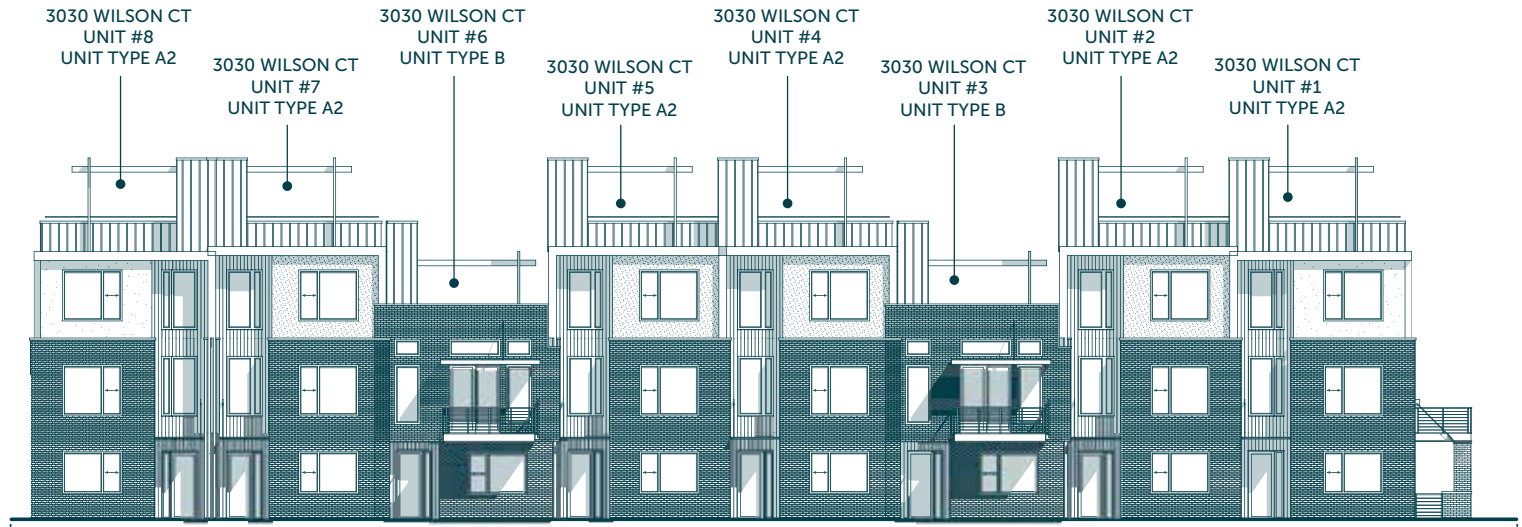 3030 WILSON CT
UNIT #8
UNIT TYPE A2
3030 WILSON CT
UNIT #7
UNIT TYPE A2
3030 WILSON CT
UNIT #6
UNIT TYPE B
3030 WILSON CT
UNIT #5
UNIT TYPE A2
3030 WILSON CT
UNIT #4
UNIT TYPE A2
3030 WILSON CT
UNIT #3
UNIT TYPE B
3030 WILSON CT
UNIT #2
UNIT TYPE A2
3030 WILSON CT
UNIT #1
UNIT TYPE A2